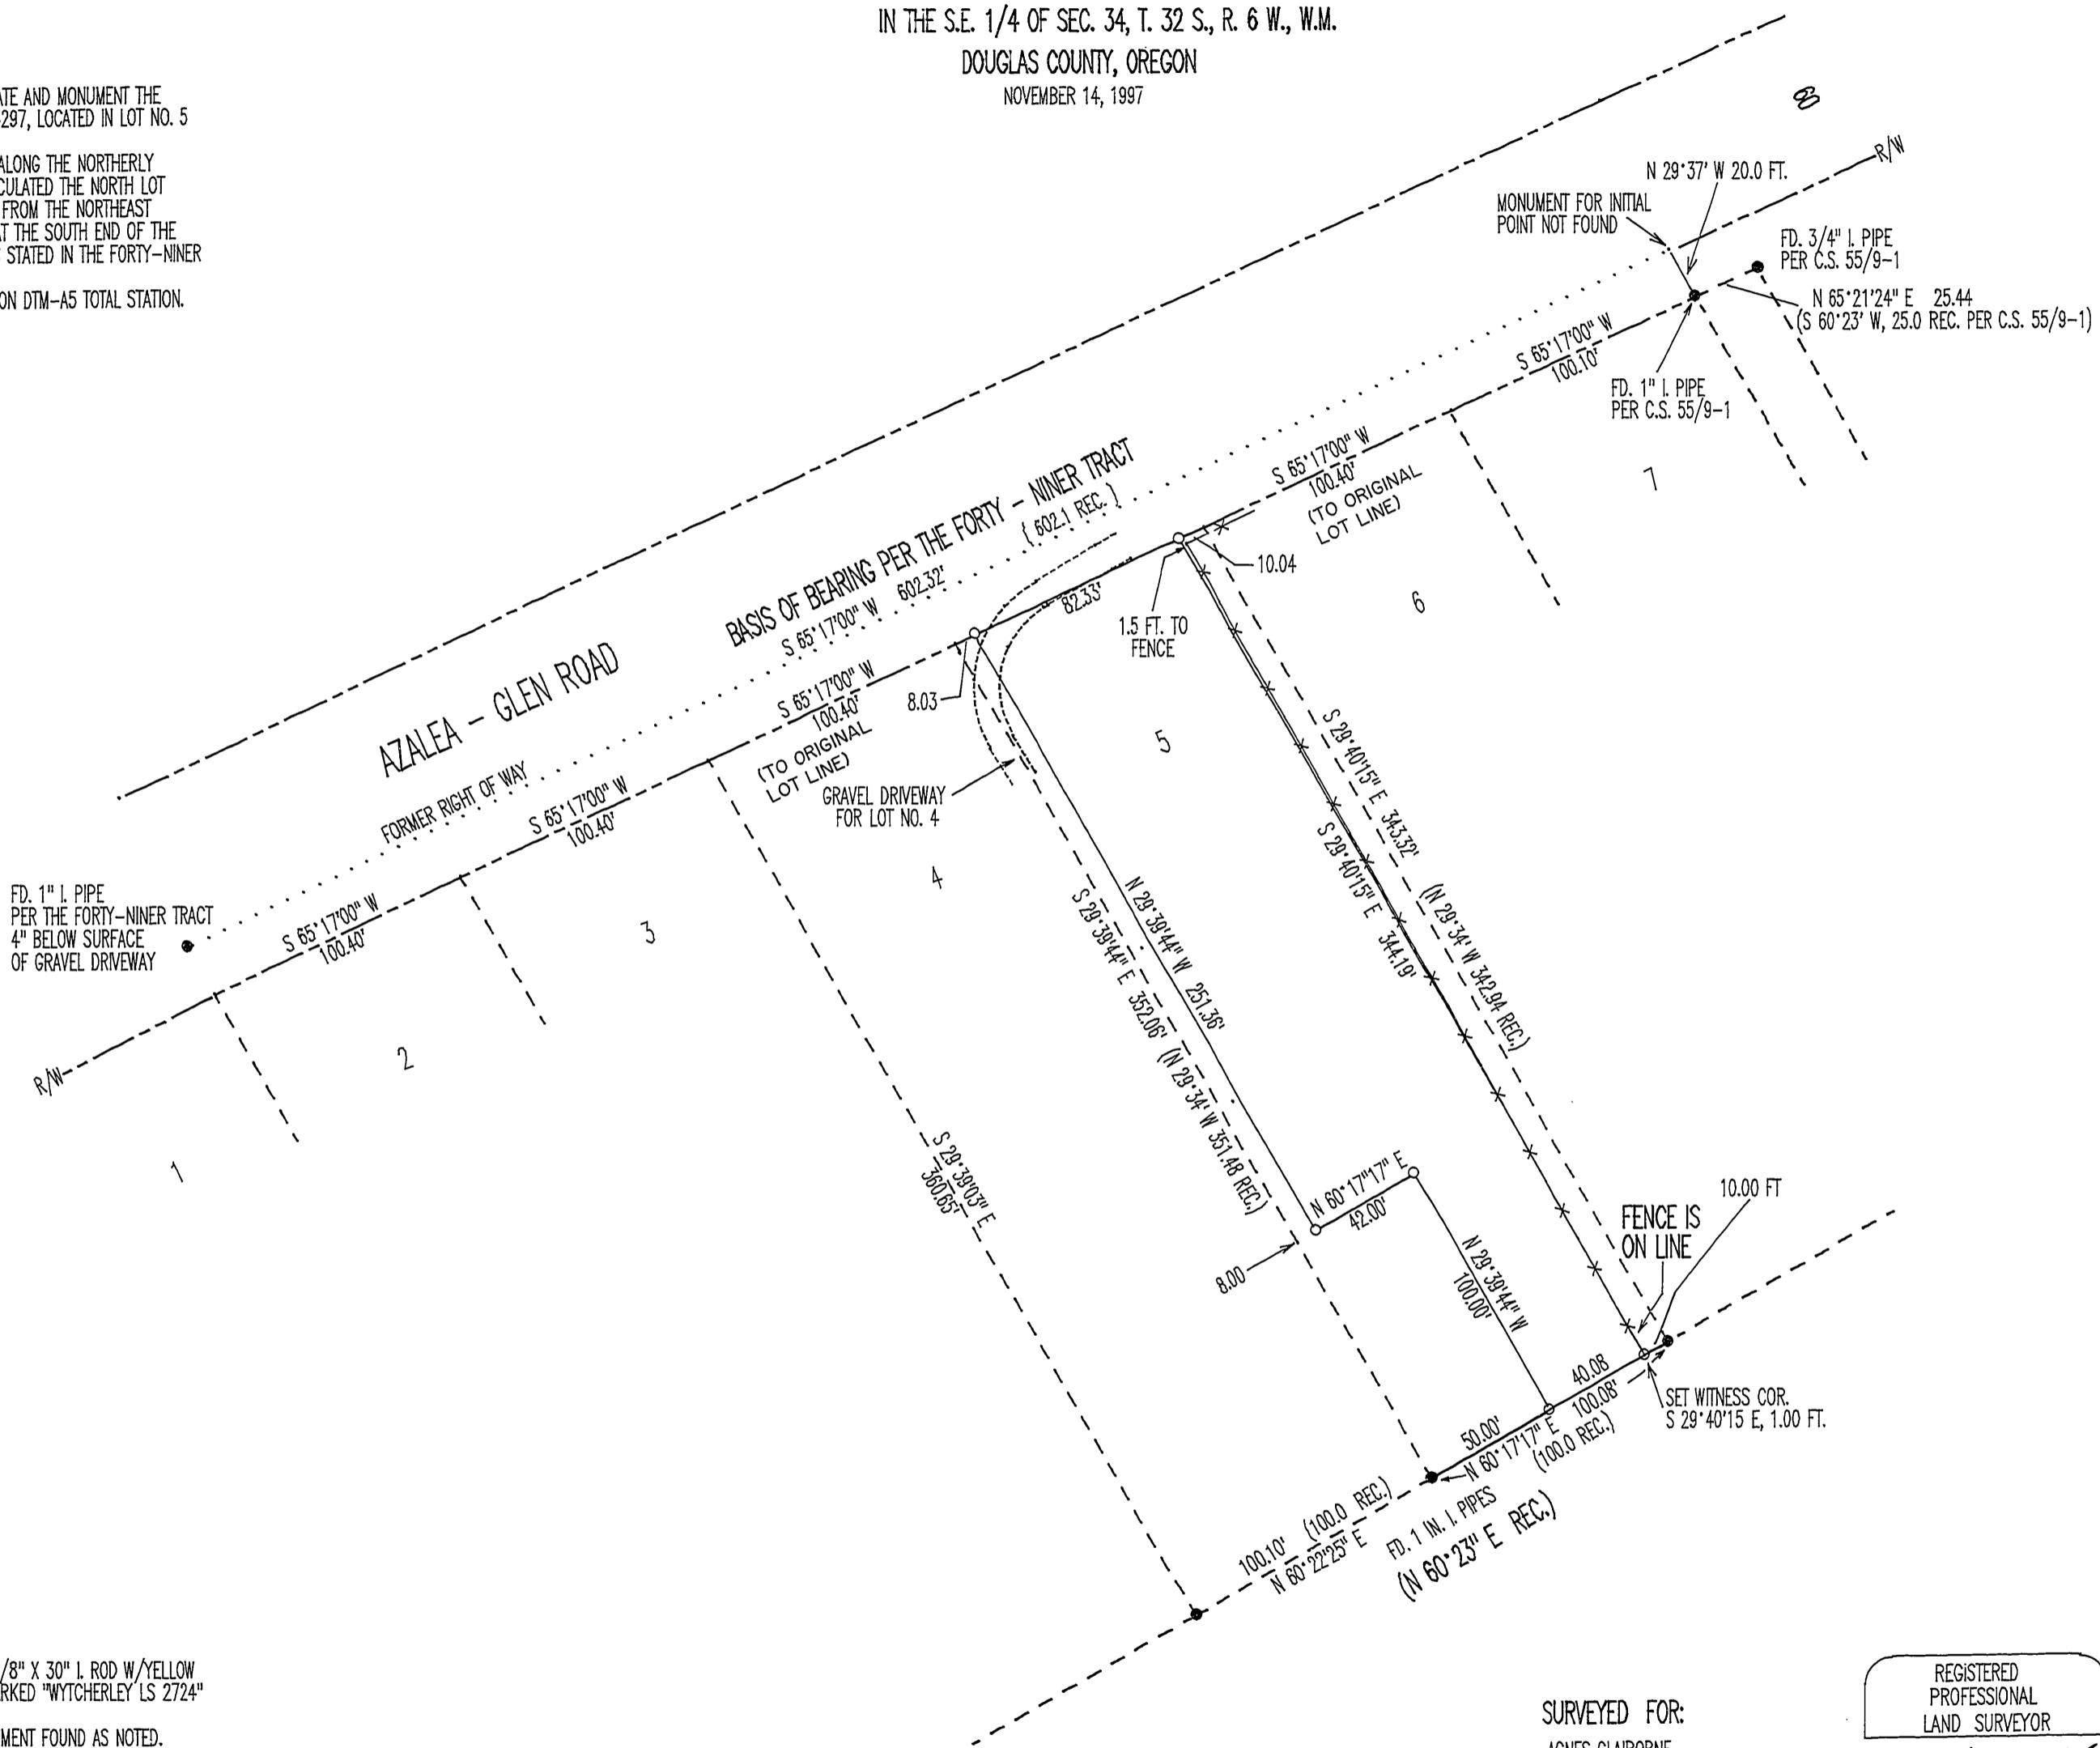 IN THE S.E. 1/4 OF SEC. 34, T. 32 S., R. 6 W., W.M.
DOUGLAS COUNTY, OREGON
NOVEMBER 14, 1997
ATE AND MONUMENT THE
297, LOCATED IN LOT NO. 5
ALONG THE NORTHERLY
CULATED THE NORTH LOT
FROM THE NORTHEAST
AT THE SOUTH END OF THE
STATED IN THE FORTY-NINER
ON DTM-A5 TOTAL STATION.
60
R/W
N 29°37' W 20.0 FT.
MONUMENT FOR INITIAL
POINT NOT FOUND
FD. 3/4" I. PIPE
PER C.S. 55/9-1
N 65°21'24" E 25.44
(S 60°23' W, 25.0 REC. PER C.S. 55/9-1)
S 65°17'00" W
100.10'
FD. 1" I. PIPE
PER C.S. 55/9-1
7
BASIS OF BEARING PER THE FORTY - NINER TRACT
( 602.1 REC. )
S 65°17'00" W 602.32'
S 65°17'00" W
100.40'
(TO ORIGINAL
LOT LINE)
10.04
82.33'
1.5 FT. TO
FENCE
6
AZALEA - GLEN ROAD
8.03
S 65°17'00" W
100.40'
(TO ORIGINAL
LOT LINE)
5
GRAVEL DRIVEWAY
FOR LOT NO. 4
FORMER RIGHT OF WAY
S 65°17'00" W
100.40'
4
3
FD. 1" I. PIPE
PER THE FORTY-NINER TRACT
4" BELOW SURFACE
OF GRAVEL DRIVEWAY
S 65°17'00" W
100.40'
R/W
2
1
S 29°40'15" E 343.32'
(N 29°34' W 342.94 REC.)
S 29°40'15" E 344.19'
N 29°39'44" W 251.36'
S 29°39'44" E 352.06' (N 29°34' W 351.48 REC.)
S 29°39'03" E
360.65'
N 60°17'17" E
42.00'
8.00
N 29°39'44" W
100.00'
10.00 FT
FENCE IS
ON LINE
40.08
100.08'
SET WITNESS COR.
S 29°40'15 E, 1.00 FT.
50.00'
N 60°17'17" E
(100.0 REC.)
100.10' (100.0 REC.)
N 60°22'25" E
FD. 1 IN. I. PIPES
(N 60°23" E REC.)
/8" X 30" I. ROD W/YELLOW
RKED "WYTCHERLEY LS 2724"
MENT FOUND AS NOTED.
SURVEYED FOR:
AGNES CLAIBORNE
REGISTERED
PROFESSIONAL
LAND SURVEYOR